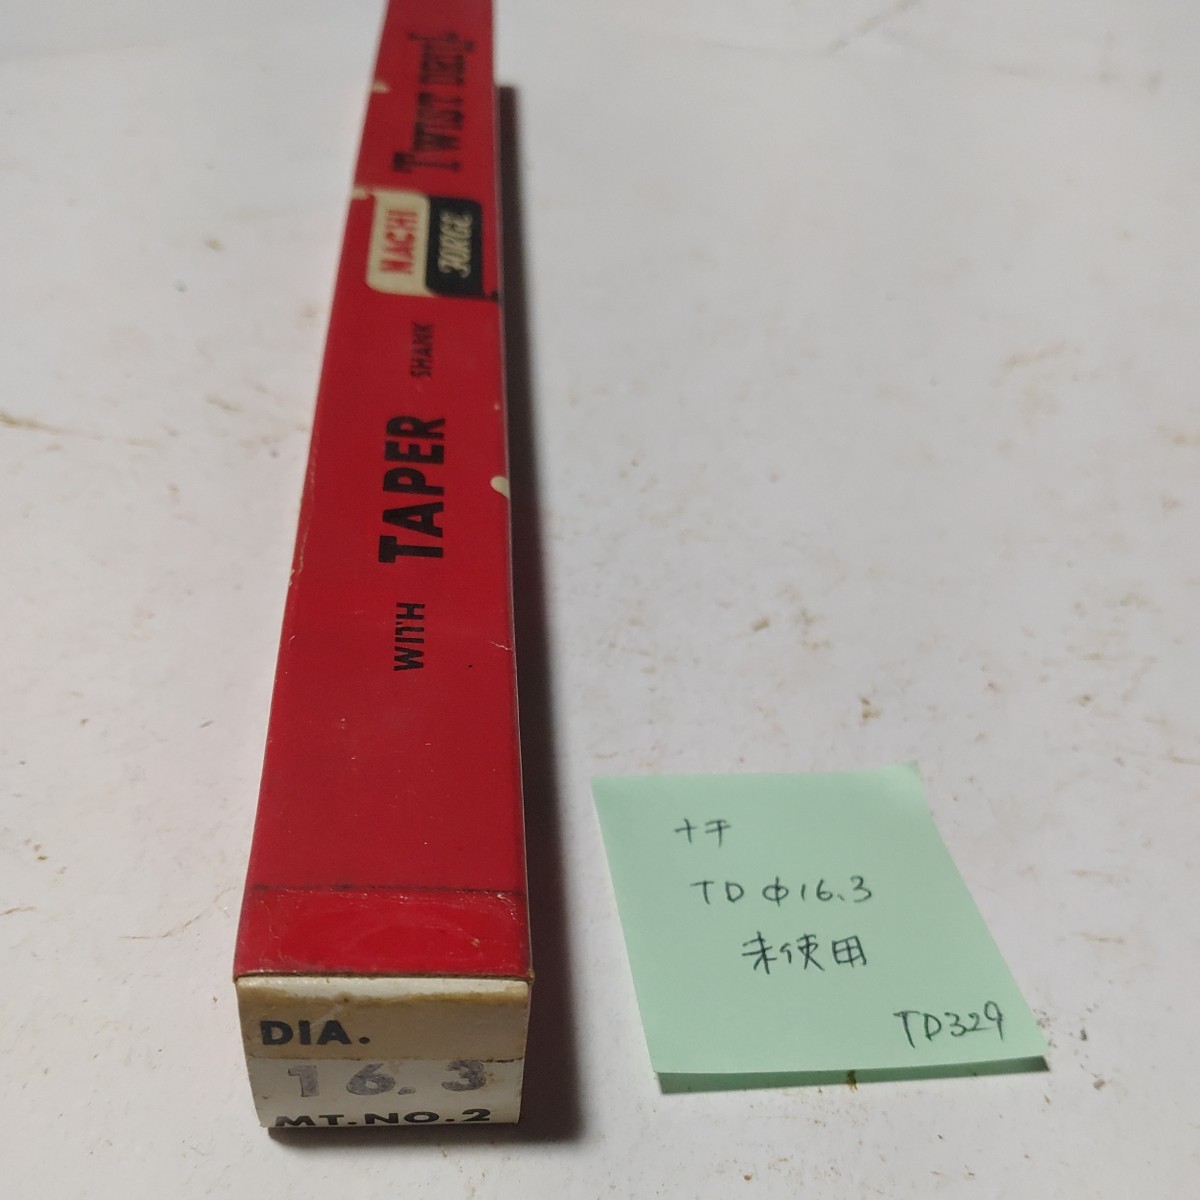 TWIST DRILL
NACHI
FORGE
WITH TAPER SHANK
DIA.
16.3
MT.NO.2
ナチ
TD φ16.3
未使用
TD329